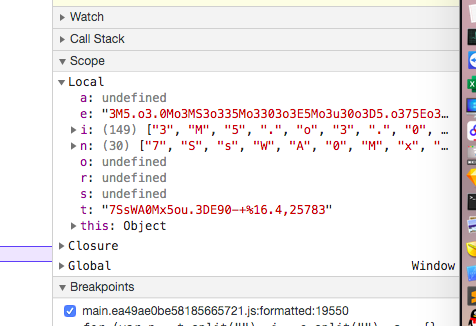 Watch
Call Stack
Scope
Local
a: undefined
e: "3M5.o3.0Mo3MS3o335Mo3303o3E5Mo3u30o3D5.o375Eo3…
i: (149) ["3", "M", "5", ".", "o", "3", ".", "0", …
n: (30) ["7", "S", "s", "W", "A", "0", "M", "x", "…
o: undefined
r: undefined
s: undefined
t: "7SsWA0Mx5ou.3DE90-+%16.4,25783"
this: Object
Closure
Global Window
Breakpoints
main.ea49ae0be58185665721.js:formatted:19550